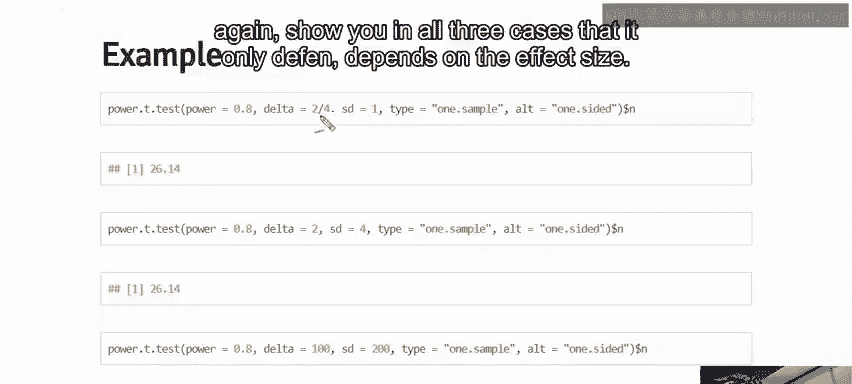 again, show you in all three cases that it
only defen, depends on the effect size.
Example
power.t.test(power = 0.8, delta = 2/4. sd = 1, type = "one.sample", alt = "one.sided")$n
## [1] 26.14
power.t.test(power = 0.8, delta = 2, sd = 4, type = "one.sample", alt = "one.sided")$n
## [1] 26.14
power.t.test(power = 0.8, delta = 100, sd = 200, type = "one.sample", alt = "one.sided")$n